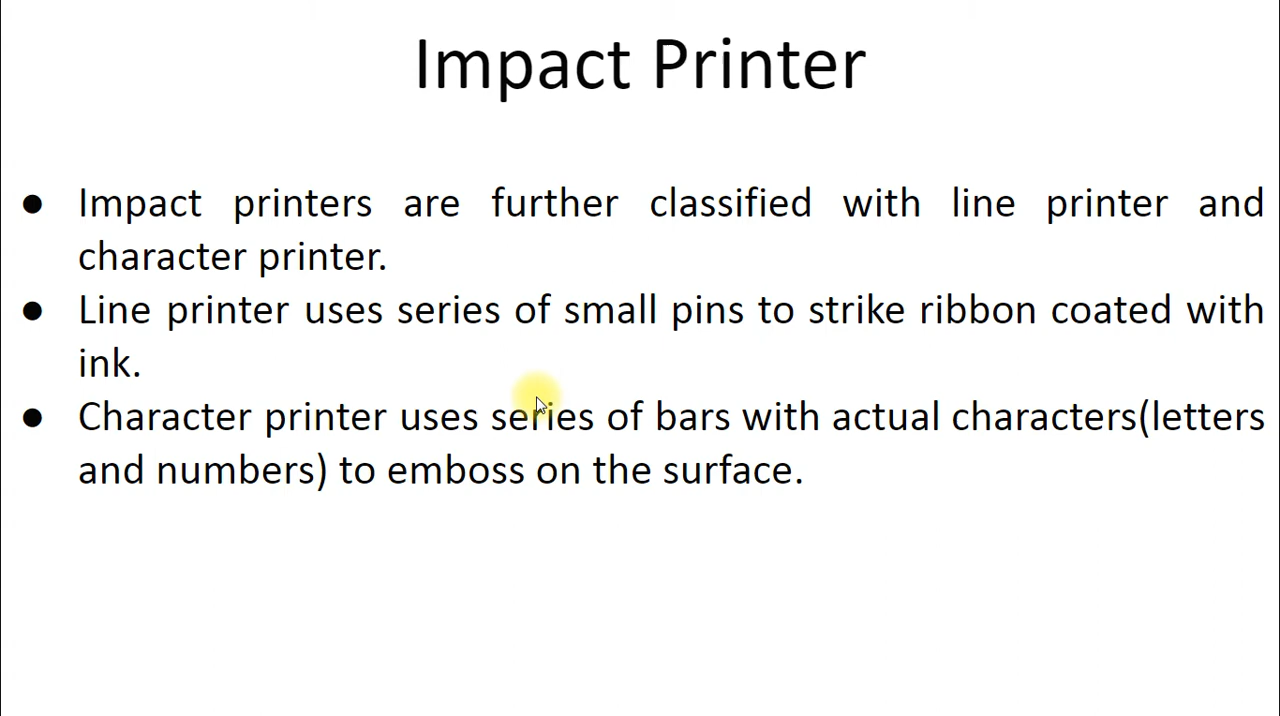 Impact Printer
● Impact printers are further classified with line printer and
character printer.
● Line printer uses series of small pins to strike ribbon coated with
ink.
● Character printer uses series of bars with actual characters(letters
and numbers) to emboss on the surface.